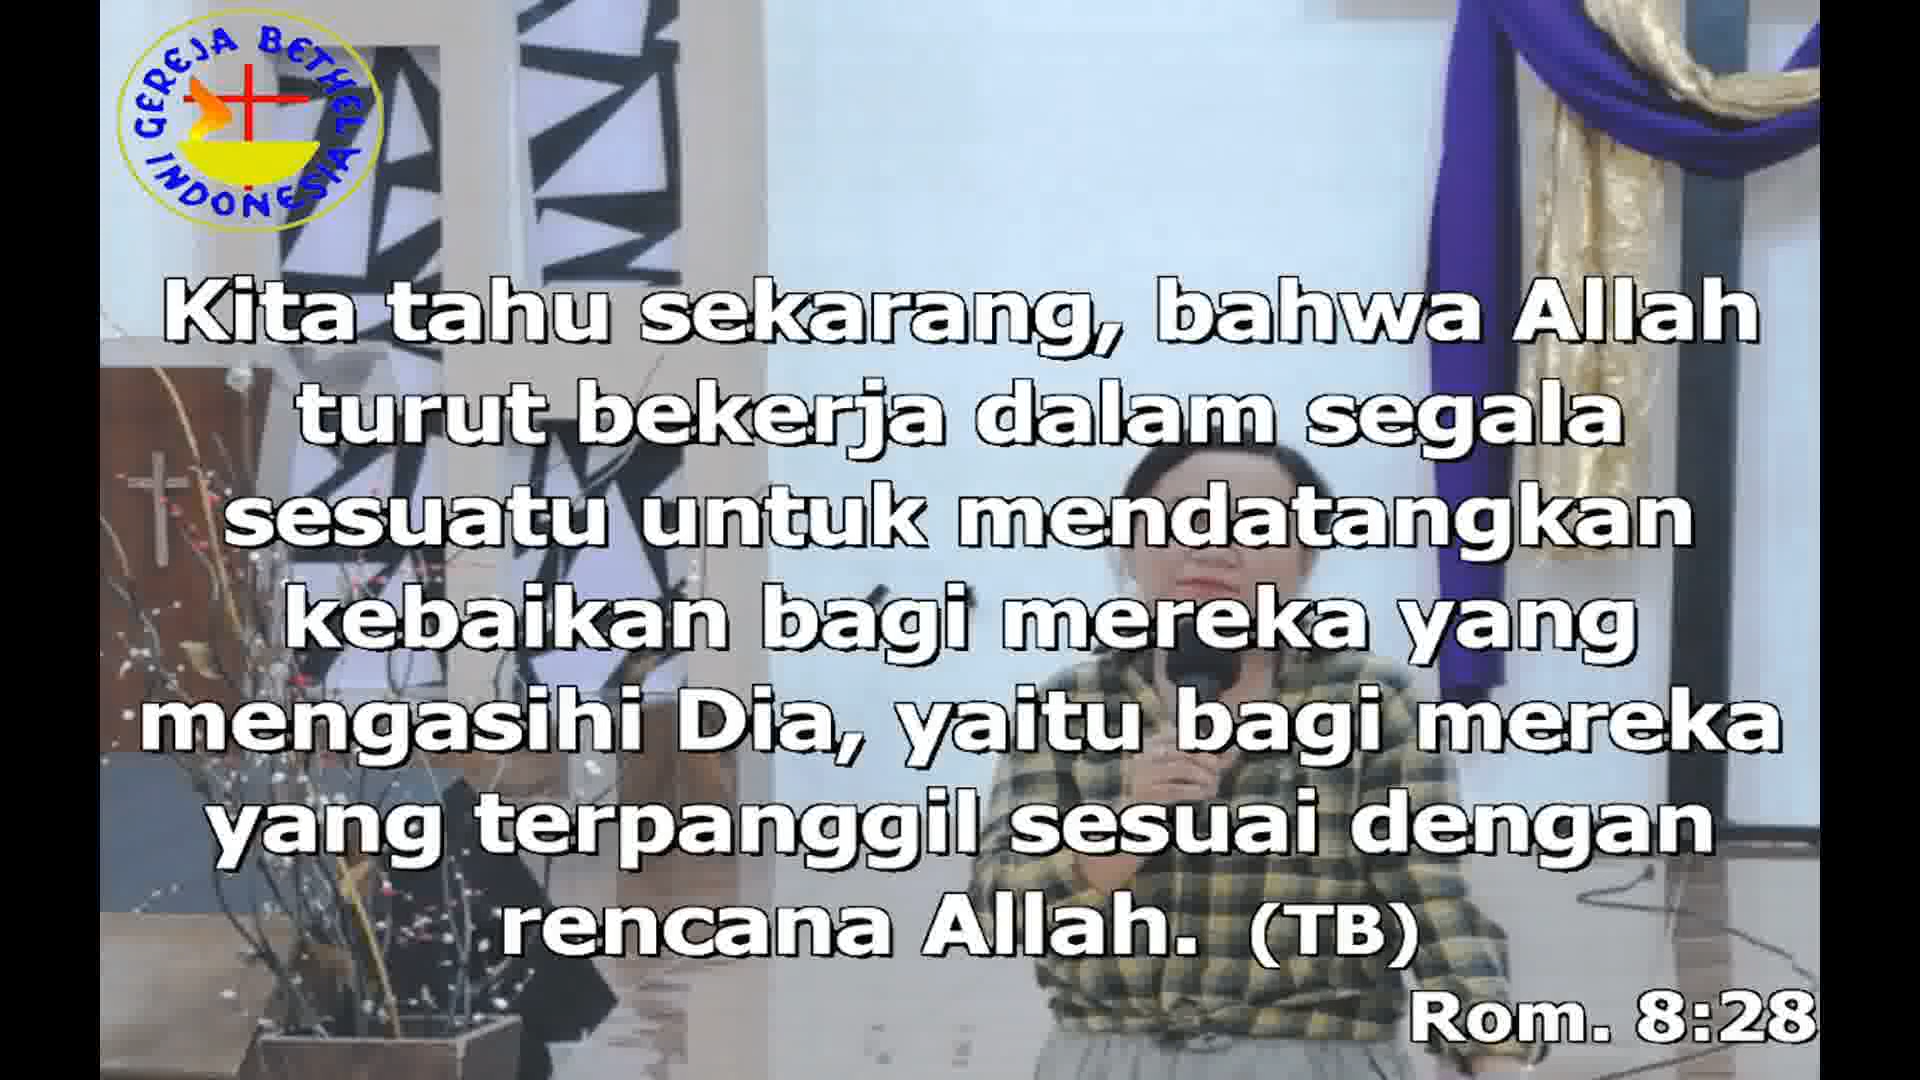 GEREJA BETHEL INDONESIA
Kita tahu sekarang, bahwa Allah
turut bekerja dalam segala
sesuatu untuk mendatangkan
kebaikan bagi mereka yang
mengasihi Dia, yaitu bagi mereka
yang terpanggil sesuai dengan
rencana Allah. (TB)
Rom. 8:28